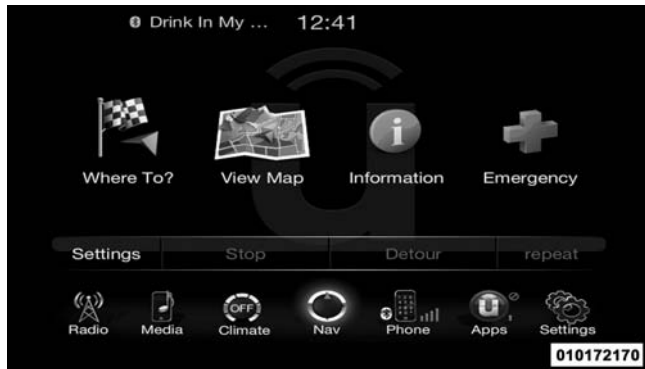 Drink In My ... 12:41
Where To? View Map Information Emergency
Settings Stop Detour repeat
OFF
Radio Media Climate Nav Phone Apps Settings
010172170